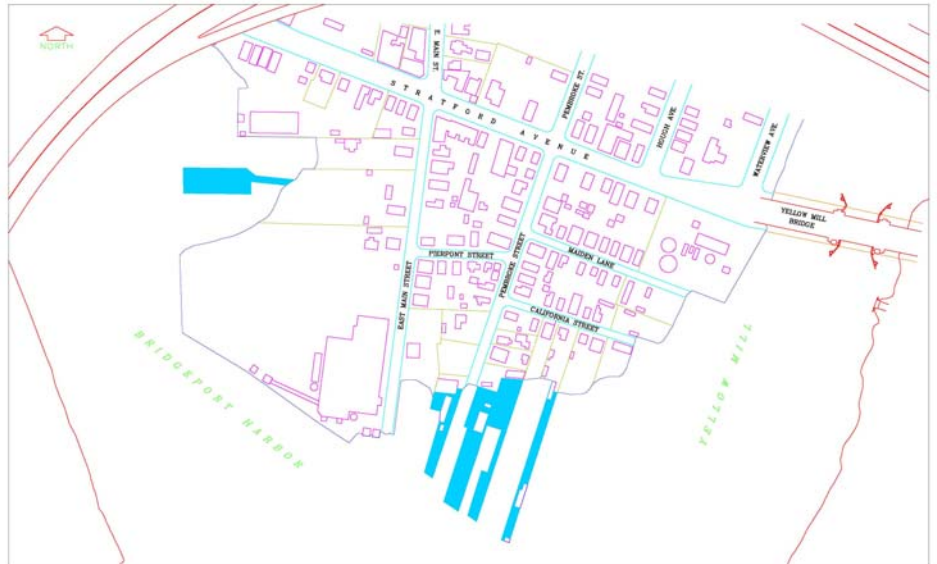 NORTH
E. MAIN ST.
STRATFORD AVENUE
PEMBROKE ST.
HOUGH AVE.
WATERVIEW AVE.
YELLOW MILL
BRIDGE
PIERPONT STREET
MAIDEN LANE
PEMBROKE STREET
EAST MAIN STREET
CALIFORNIA STREET
BRIDGEPORT HARBOR
YELLOW MILL